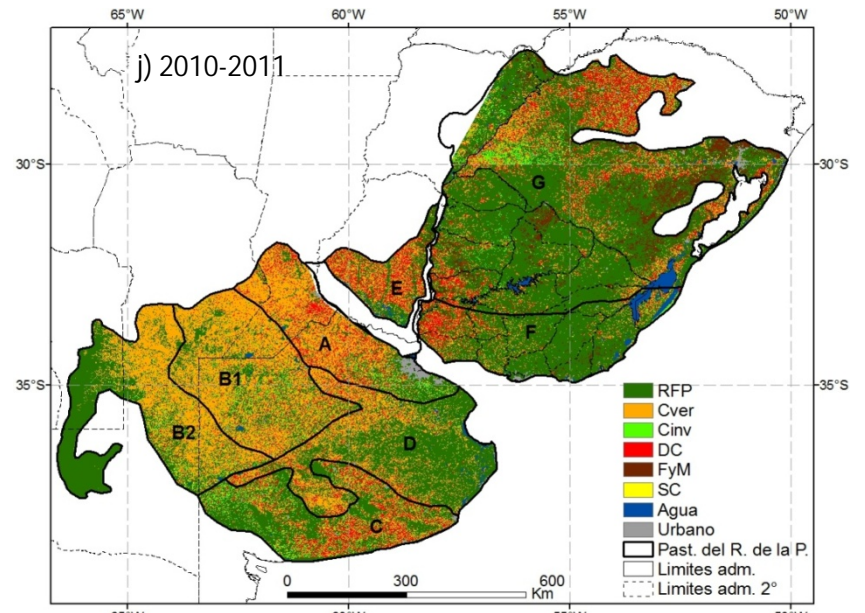 65°W 60°W 55°W 50°W
j) 2010-2011
30°S 30°S
G
E
A
F
B1
35°S 35°S
B2
D
C
RFP
Cver
Cinv
DC
FyM
SC
Agua
Urbano
Past. del R. de la P.
Limites adm.
Limites adm. 2°
0 300 600
Km